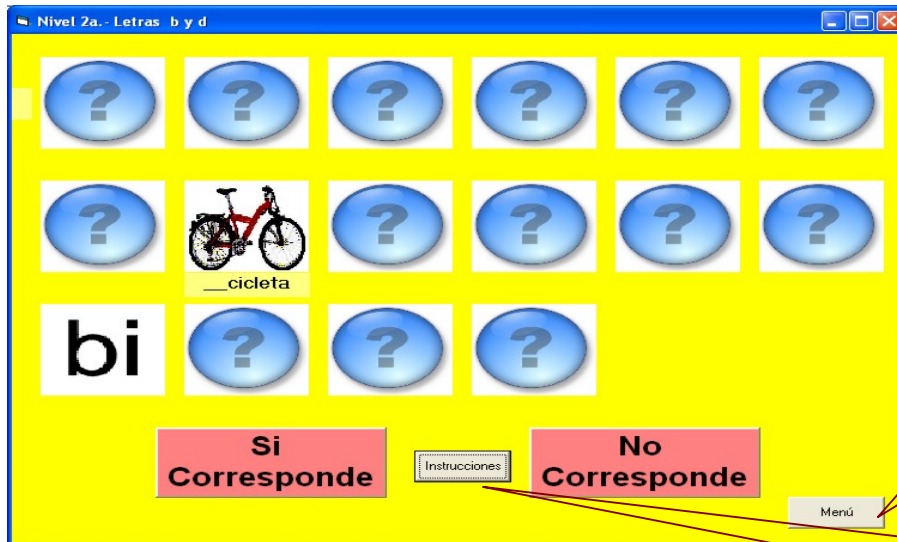 Nivel 2a.- Letras b y d
? ? ? ? ? ?
? ? ? ? ?
__cicleta
bi ? ? ?
Si
Corresponde
Instrucciones
No
Corresponde
Menú